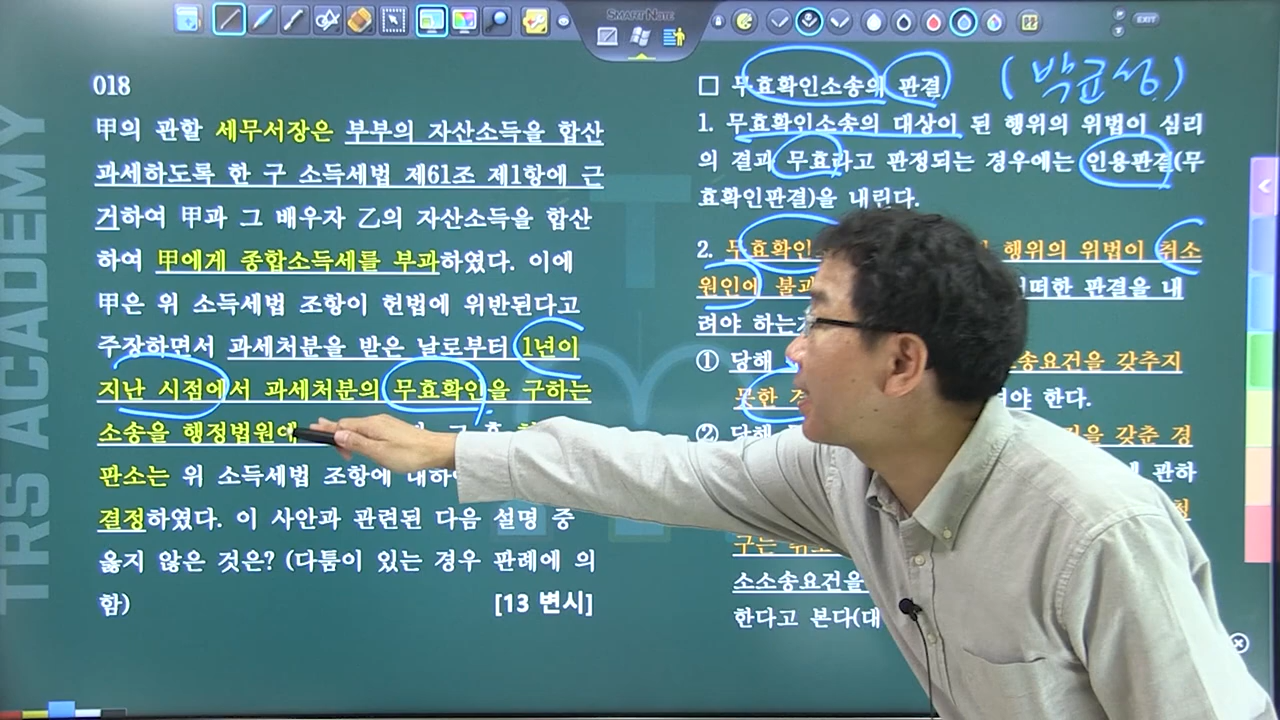 SMART NOTE
EXIT
TRS ACADEMY
018
甲의 관할 세무서장은 부부의 자산소득을 합산
과세하도록 한 구 소득세법 제61조 제1항에 근
거하여 甲과 그 배우자 乙의 자산소득을 합산
하여 甲에게 종합소득세를 부과하였다. 이에
甲은 위 소득세법 조항이 헌법에 위반된다고
주장하면서 과세처분을 받은 날로부터 1년이
지난 시점에서 과세처분의 무효확인을 구하는
소송을 행정법원에
판소는 위 소득세법 조항에 대하
결정하였다. 이 사안과 관련된 다음 설명 중
옳지 않은 것은? (다툼이 있는 경우 판례에 의
함) [13 변시]
□ 무효확인소송의 판결 (박균성)
1. 무효확인소송의 대상이 된 행위의 위법이 심리
의 결과 무효라고 판정되는 경우에는 인용판결(무
효확인판결)을 내린다.
2. 무효확인 행위의 위법이 취소
원인에 불과 어떠한 판결을 내
려야 하는
① 당해 송요건을 갖추지
못한 야 한다.
② 당해 을 갖춘 경
에 관하
구는
소소송요건을
한다고 본다(대